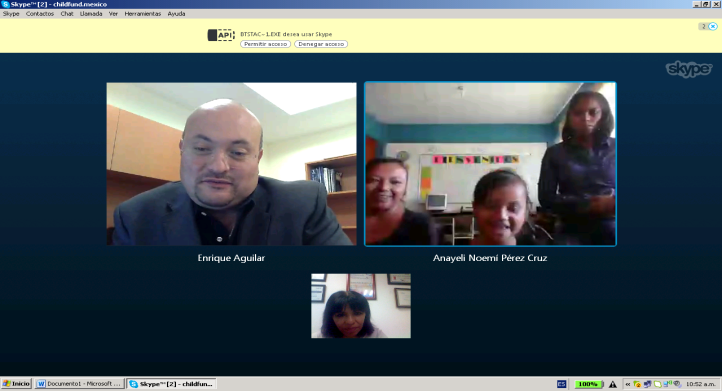 Skype™ [2] - childfund.mexico
Skype Contactos Chat Llamada Ver Herramientas Ayuda
API
BTSTAC~1.EXE desea usar Skype
Permitir acceso Denegar acceso
2
skype
BIENVENIDOS
Enrique Aguilar
Anayeli Noemí Pérez Cruz
Inicio
Documento1 - Microsoft ...
Skype™ [2] - childfun...
ES
100%
10:52 a.m.